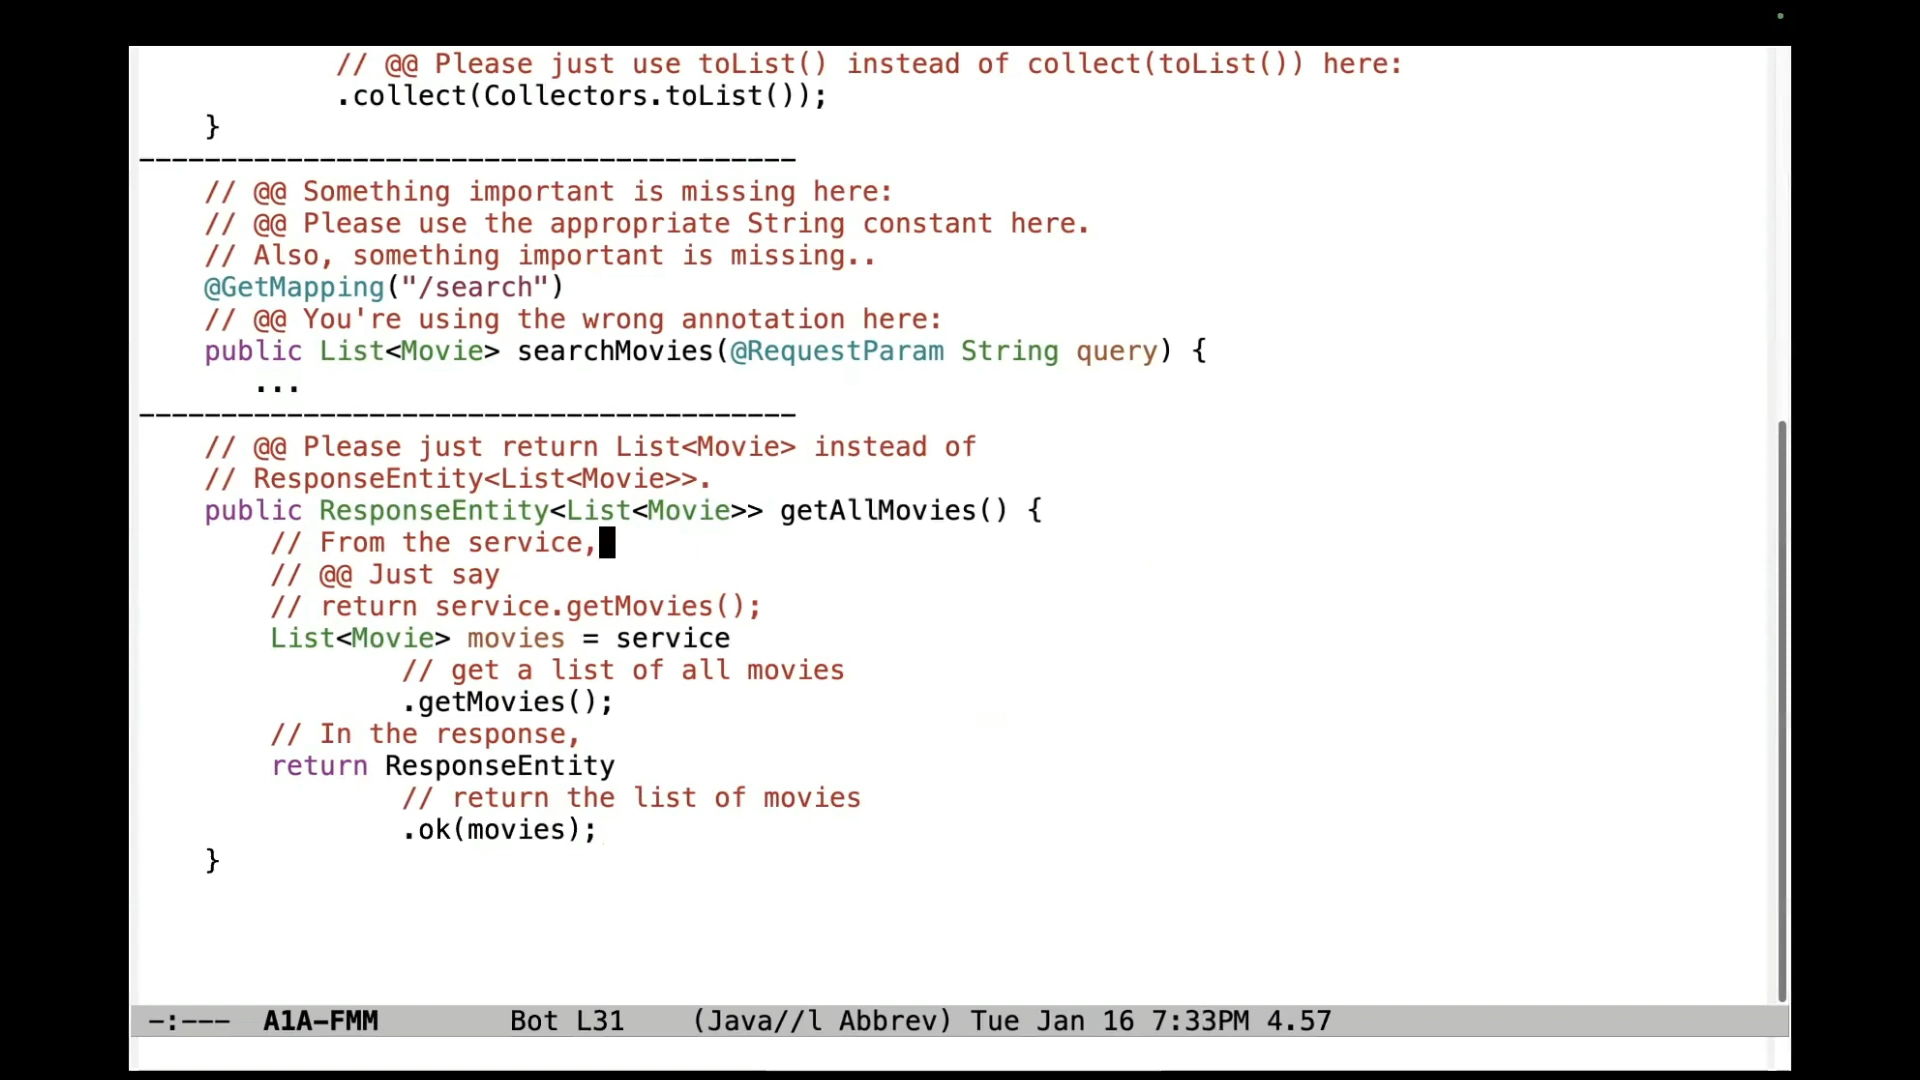 // @@ Please just use toList() instead of collect(toList()) here:
.collect(Collectors.toList());
}
----------------------------------------
// @@ Something important is missing here:
// @@ Please use the appropriate String constant here.
// Also, something important is missing..
@GetMapping("/search")
// @@ You're using the wrong annotation here:
public List<Movie> searchMovies(@RequestParam String query) {
...
----------------------------------------
// @@ Please just return List<Movie> instead of
// ResponseEntity<List<Movie>>.
public ResponseEntity<List<Movie>> getAllMovies() {
// From the service,
// @@ Just say
// return service.getMovies();
List<Movie> movies = service
// get a list of all movies
.getMovies();
// In the response,
return ResponseEntity
// return the list of movies
.ok(movies);
}
-:--- A1A-FMM Bot L31 (Java//l Abbrev) Tue Jan 16 7:33PM 4.57